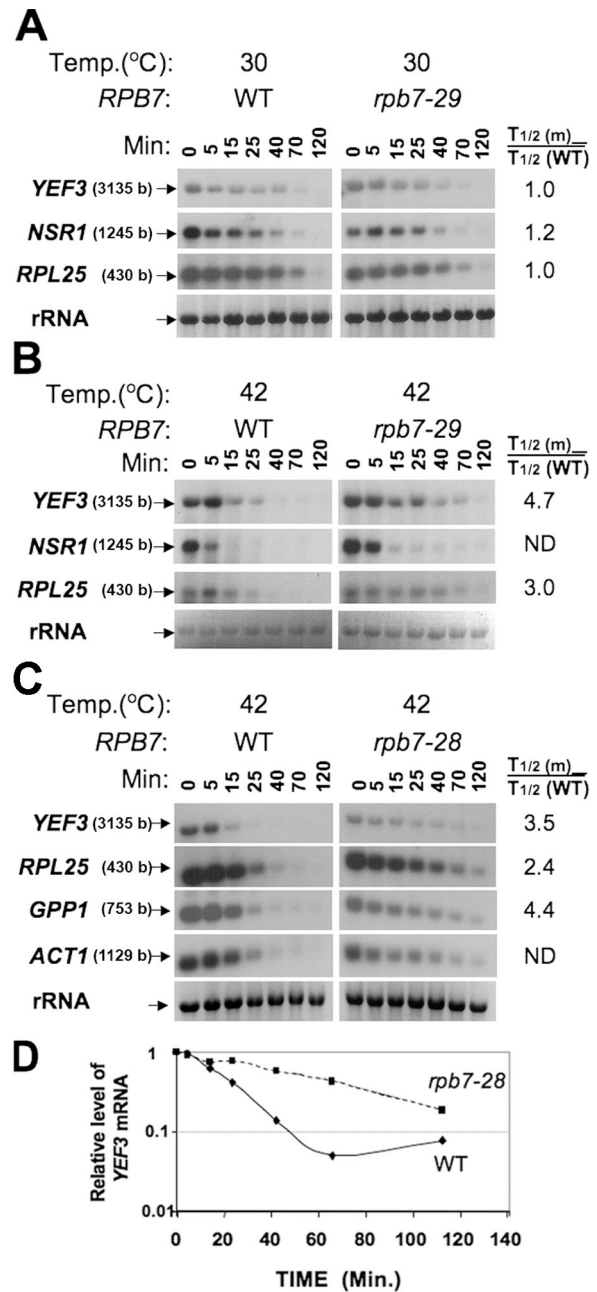 A
Temp.(°C): 30 30
RPB7: WT rpb7-29
Min: 0 5 15 25 40 70 120 0 5 15 25 40 70 120 T1/2 (m)
T1/2 (WT)
YEF3 (3135 b) 1.0
NSR1 (1245 b) 1.2
RPL25 (430 b) 1.0
rRNA
B
Temp.(°C): 42 42
RPB7: WT rpb7-29
Min: 0 5 15 25 40 70 120 0 5 15 25 40 70 120 T1/2 (m)
T1/2 (WT)
YEF3 (3135 b) 4.7
NSR1 (1245 b) ND
RPL25 (430 b) 3.0
rRNA
C
Temp.(°C): 42 42
RPB7: WT rpb7-28
Min: 0 5 15 25 40 70 120 0 5 15 25 40 70 120 T1/2 (m)
T1/2 (WT)
YEF3 (3135 b) 3.5
RPL25 (430 b) 2.4
GPP1 (753 b) 4.4
ACT1 (1129 b) ND
rRNA
D
Relative level of
YEF3 mRNA
1
0.1
0.01
rpb7-28
WT
0 20 40 60 80 100 120 140
TIME (Min.)